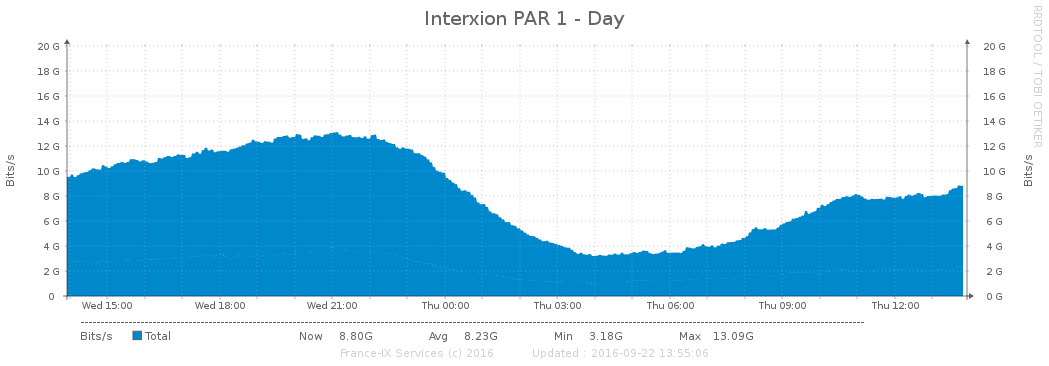 Interxion PAR 1 - Day
RRDTOOL / TOBI OETIKER
Bits/s
Bits/s
20 G 20 G
18 G 18 G
16 G 16 G
14 G 14 G
12 G 12 G
10 G 10 G
8 G 8 G
6 G 6 G
4 G 4 G
2 G 2 G
0 0 G
Wed 15:00 Wed 18:00 Wed 21:00 Thu 00:00 Thu 03:00 Thu 06:00 Thu 09:00 Thu 12:00
Bits/s Total Now 8.80G Avg 8.23G Min 3.18G Max 13.09G
France-IX Services (c) 2016 Updated : 2016-09-22 13:55:06